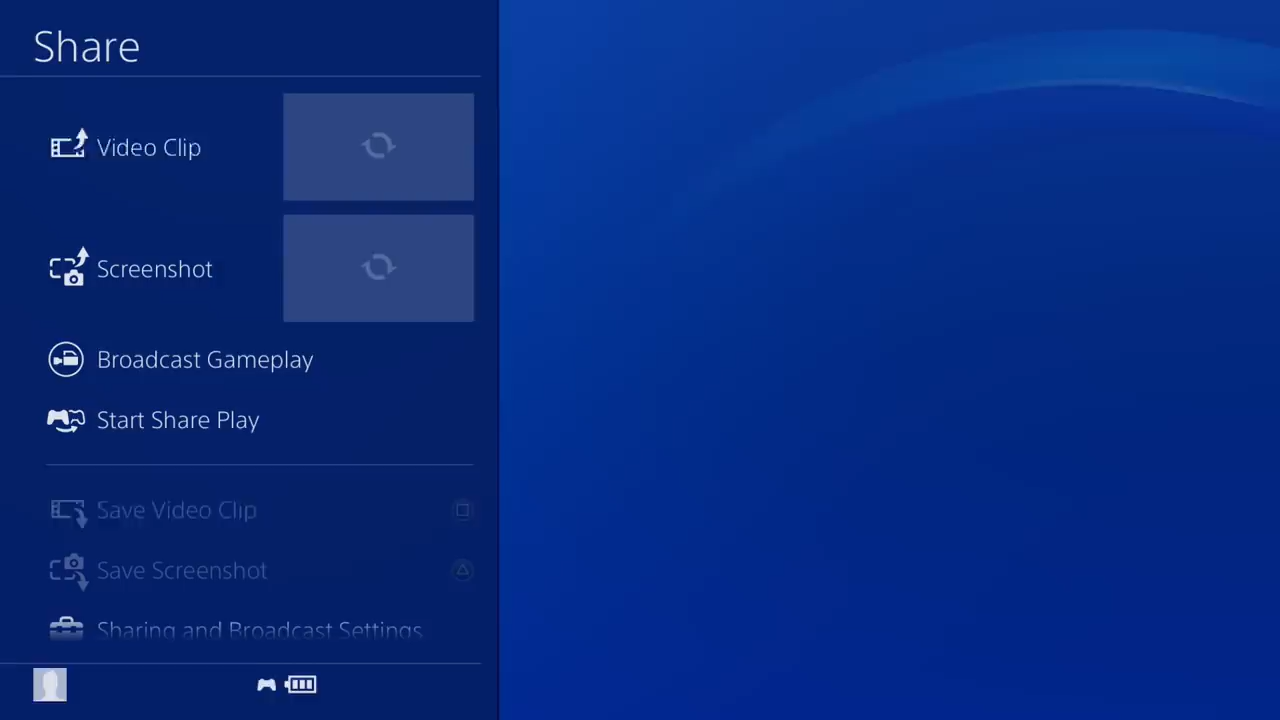 Share
Video Clip
Screenshot
Broadcast Gameplay
Start Share Play
Save Video Clip
Save Screenshot
Sharing and Broadcast Settings